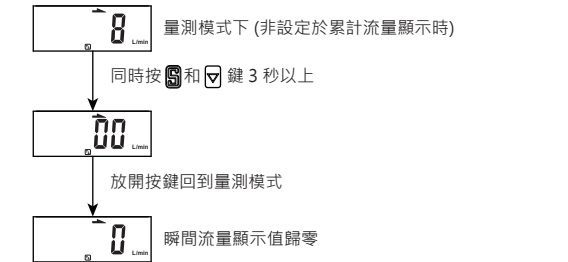 8 L/min
量測模式下 (非設定於累計流量顯示時)
同時按 S 和 ▽ 鍵 3 秒以上
00 L/min
放開按鍵回到量測模式
0 L/min
瞬間流量顯示值歸零